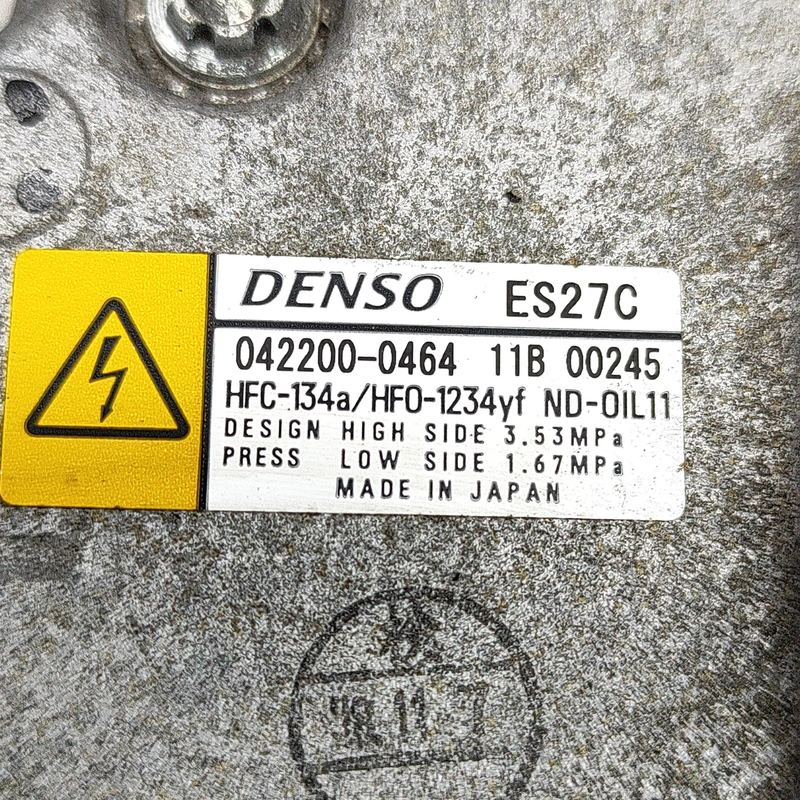 DENSO ES27C
042200-0464 11B 00245
HFC-134a/HFO-1234yf ND-OIL11
DESIGN HIGH SIDE 3.53MPa
PRESS LOW SIDE 1.67MPa
MADE IN JAPAN